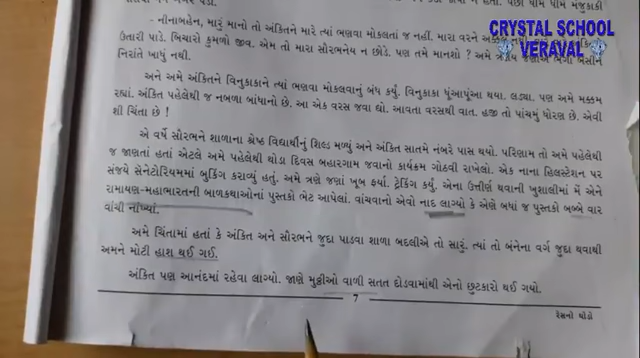 - નીનાબહેન, મારું માનો તો અંકિતને મારે ત્યાં ભણવા મોકલતાં જ નહીં. મારા વરને
CRYSTAL SCHOOL
VERAVAL
ઉતારી પાડે. બિચારો કુમળો જીવ. એમ તો મારા સૌરભનેય ન છોડે. પણ તમે માનશો ? અમે
નિરાંતે ખાધું નથી.
અને અમે અંકિતને વિનુકાકાને ત્યાં ભણવા મોકલવાનું બંધ કર્યું. વિનુકાકા ધૂંઆપૂંઆ થયા. લડ્યા. પણ અમે મક્કમ
રહ્યાં. અંકિત પહેલેથી જ નબળા બાંધાનો છે. આ એક વરસ જવા દ્યો. આવતા વરસથી વાત. હજી તો પાંચમું ધોરણ છે. એવી
શી ચિંતા છે !
એ વર્ષે સૌરભને શાળાના શ્રેષ્ઠ વિદ્યાર્થીનું શિલ્ડ મળ્યું અને અંકિત સાતમે નંબરે પાસ થયો. પરિણામ તો અમે પહેલેથી
જ જાણતાં હતાં એટલે અમે પહેલેથી થોડા દિવસ બહારગામ જવાનો કાર્યક્રમ ગોઠવી રાખેલો. એક નાના હિલસ્ટેશન પર
સંજયે સેનેટોરિયમમાં બુકિંગ કરાવ્યું હતું. અમે ત્રણે જણાં ખૂબ ફર્યા. ટ્રેકિંગ કર્યું. એના ઉત્તીર્ણ થવાની ખુશાલીમાં મેં એને
રામાયણ-મહાભારતની બાળકથાઓનાં પુસ્તકો ભેટ આપેલાં. વાંચવાનો એવો નાદ લાગ્યો કે એણે બધાં જ પુસ્તકો બબ્બે વાર
વાંચી નાખ્યાં.
અમે ચિંતામાં હતાં કે અંકિત અને સૌરભને જુદા પાડવા શાળા બદલીએ તો સારું. ત્યાં તો બંનેના વર્ગ જુદા થવાથી
અમને મોટી હાશ થઈ ગઈ.
અંકિત પણ આનંદમાં રહેવા લાગ્યો. જાણે મુઠ્ઠીઓ વાળી સતત દોડવામાંથી એનો છુટકારો થઈ ગયો.
7
રેસનો ઘોડો